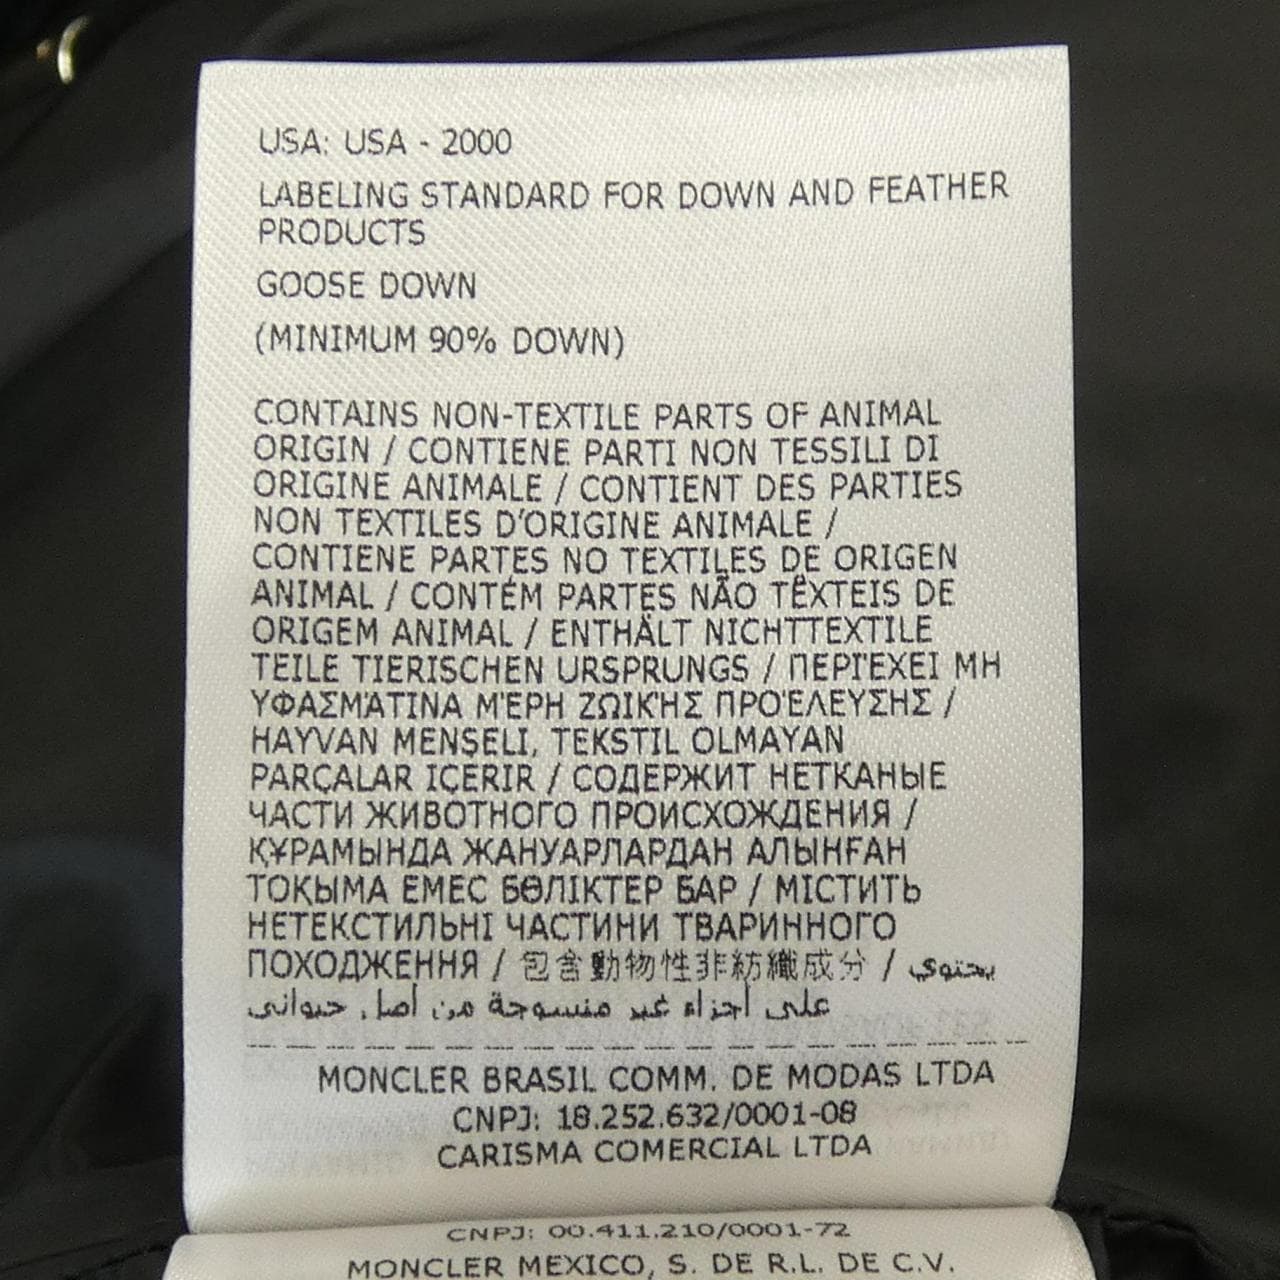 USA: USA - 2000
LABELING STANDARD FOR DOWN AND FEATHER
PRODUCTS
GOOSE DOWN
(MINIMUM 90% DOWN)
CONTAINS NON-TEXTILE PARTS OF ANIMAL
ORIGIN / CONTIENE PARTI NON TESSILI DI
ORIGINE ANIMALE / CONTIENT DES PARTIES
NON TEXTILES D'ORIGINE ANIMALE /
CONTIENE PARTES NO TEXTILES DE ORIGEN
ANIMAL / CONTÉM PARTES NÃO TÊXTEIS DE
ORIGEM ANIMAL / ENTHÄLT NICHTTEXTILE
TEILE TIERISCHEN URSPRUNGS / ΠΕΡΙΈΧΕΙ ΜΗ
ΥΦΑΣΜΆΤΙΝΑ ΜΈΡΗ ΖΩΙΚΉΣ ΠΡΟΈΛΕΥΣΗΣ /
HAYVAN MENŞELI, TEKSTIL OLMAYAN
PARÇALAR IÇERIR / СОДЕРЖИТ НЕТКАНЫЕ
ЧАСТИ ЖИВОТНОГО ПРОИСХОЖДЕНИЯ /
ҚҰРАМЫНДА ЖАНУАРЛАРДАН АЛЫНҒАН
ТОҚЫМА ЕМЕС БӨЛІКТЕР БАР / МІСТИТЬ
НЕТЕКСТИЛЬНІ ЧАСТИНИ ТВАРИННОГО
ПОХОДЖЕННЯ / 包含動物性非紡織成分 / يحتوي
على أجزاء غير منسوجة من أصل حيواني
MONCLER BRASIL COMM. DE MODAS LTDA
CNPJ: 18.252.632/0001-08
CARISMA COMERCIAL LTDA
CNPJ: 00.411.210/0001-72
MONCLER MEXICO, S. DE R.L. DE C.V.